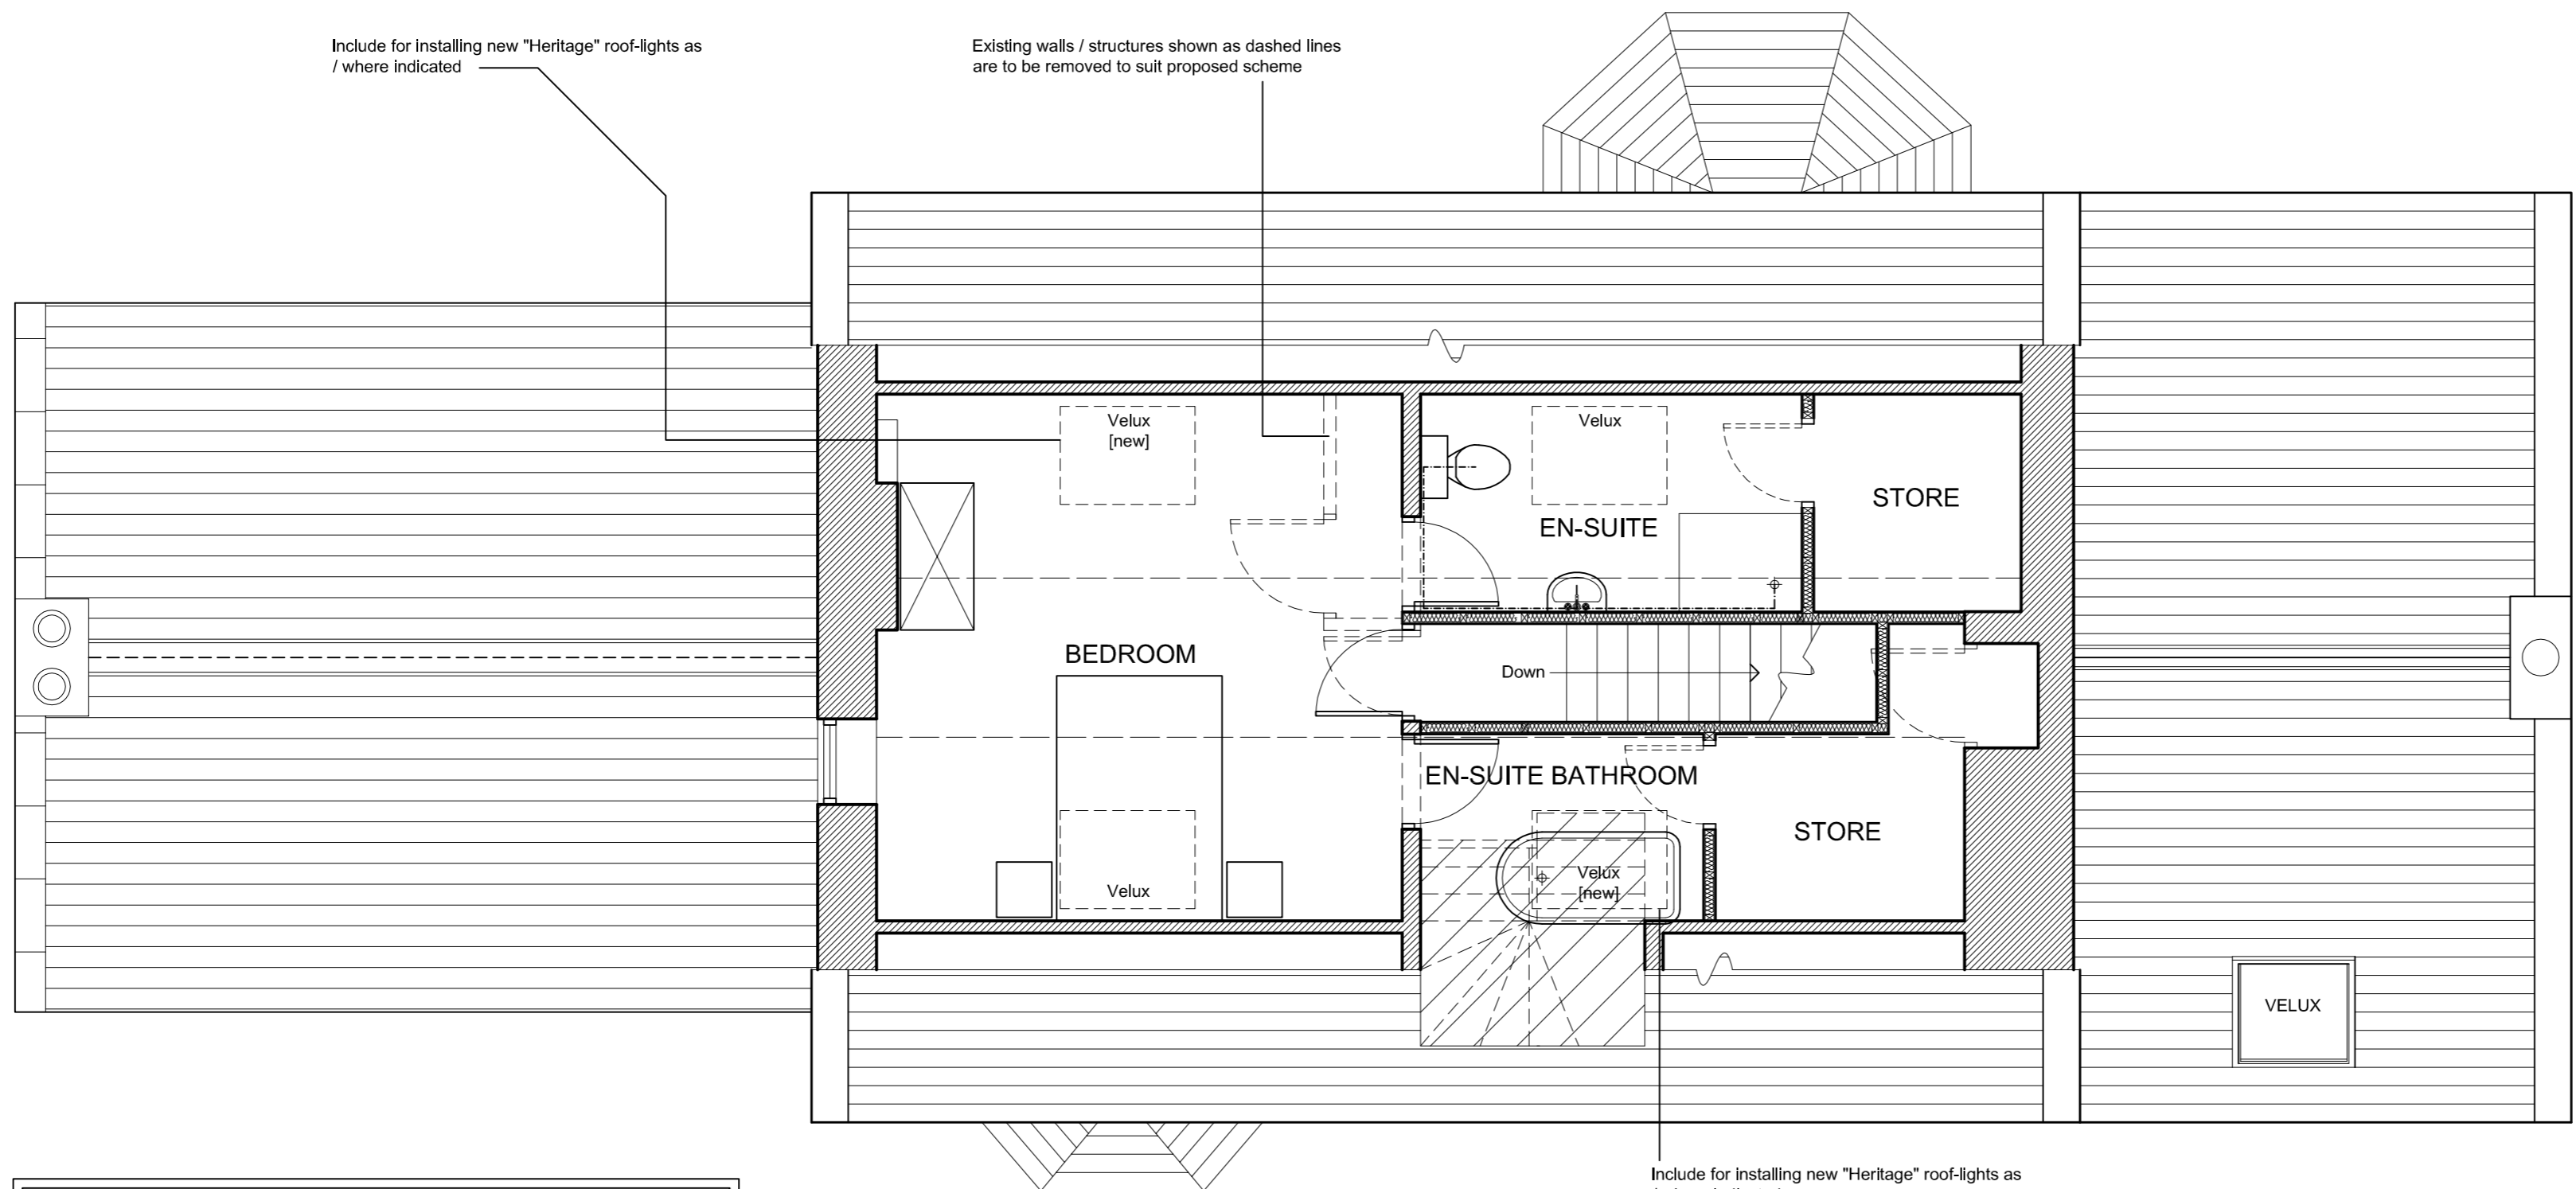 Include for installing new "Heritage" roof-lights as
/ where indicated
Existing walls / structures shown as dashed lines
are to be removed to suit proposed scheme
Velux
[new]
Velux
STORE
EN-SUITE
BEDROOM
Down
EN-SUITE BATHROOM
STORE
Velux
[new]
Velux
VELUX
Include for installing new "Heritage" roof-lights as